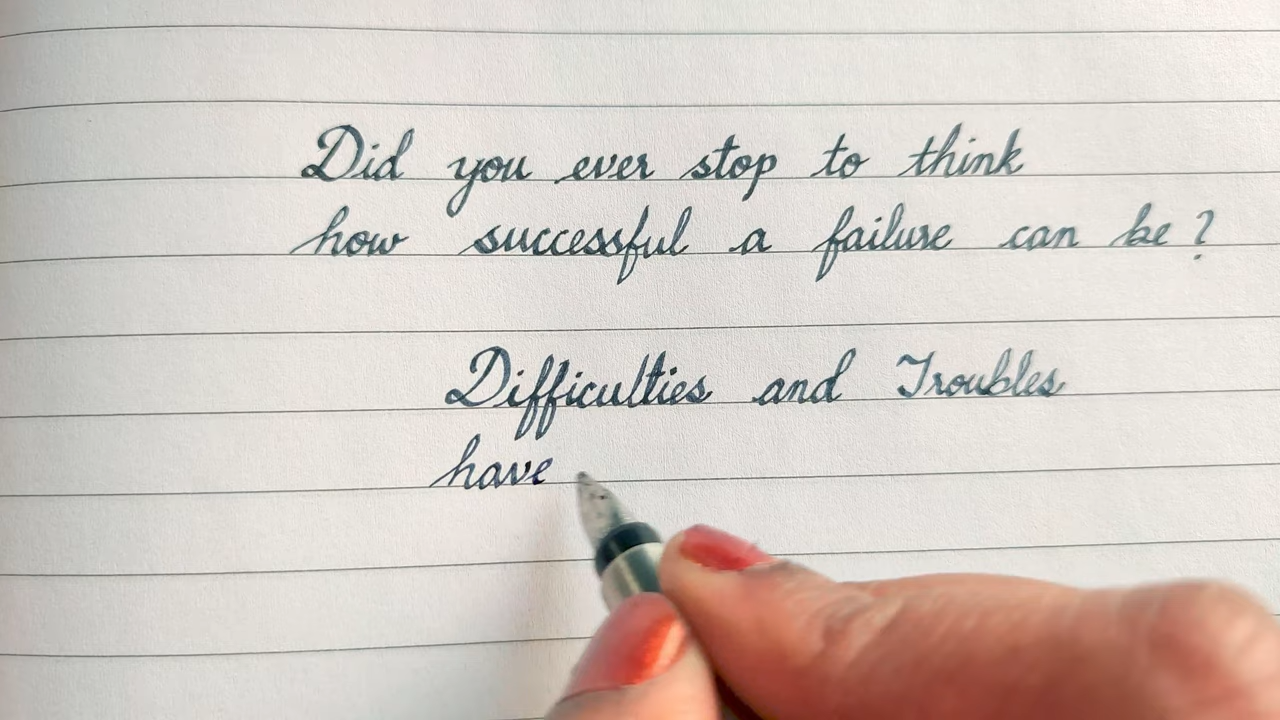 Did you ever stop to think
how successful a failure can be?
Difficulties and Troubles
have